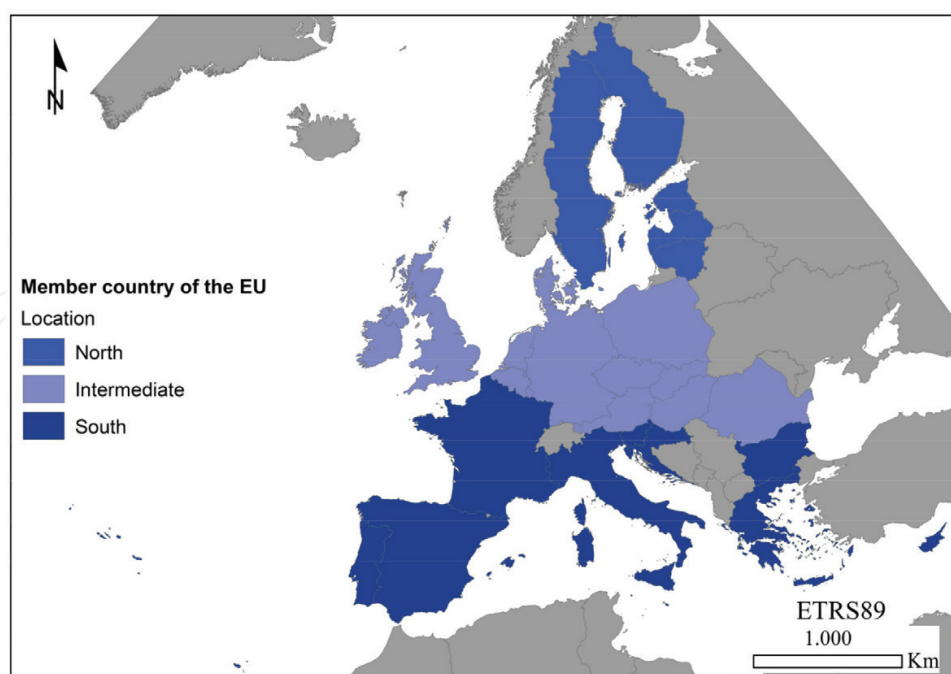 N
Member country of the EU
Location
North
Intermediate
South
ETRS89
1.000
Km